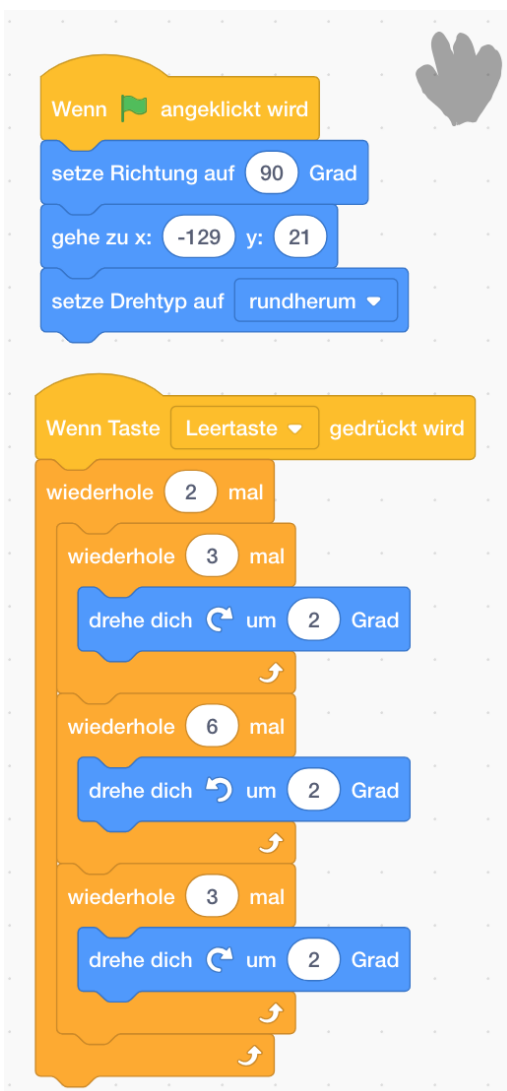 Wenn angeklickt wird
setze Richtung auf 90 Grad
gehe zu x: -129 y: 21
setze Drehtyp auf rundherum
Wenn Taste Leertaste gedrückt wird
wiederhole 2 mal
wiederhole 3 mal
drehe dich um 2 Grad
wiederhole 6 mal
drehe dich um 2 Grad
wiederhole 3 mal
drehe dich um 2 Grad